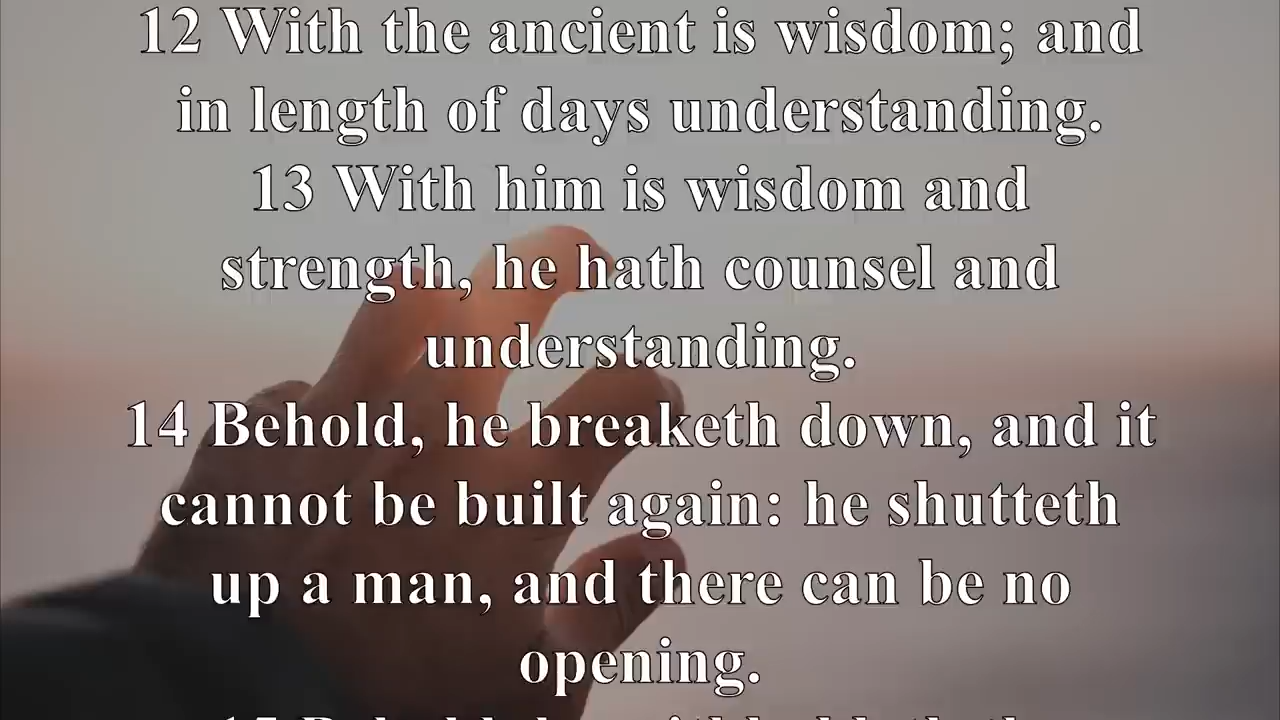 12 With the ancient is wisdom; and
in length of days understanding.
13 With him is wisdom and
strength, he hath counsel and
understanding.
14 Behold, he breaketh down, and it
cannot be built again: he shutteth
up a man, and there can be no
opening.